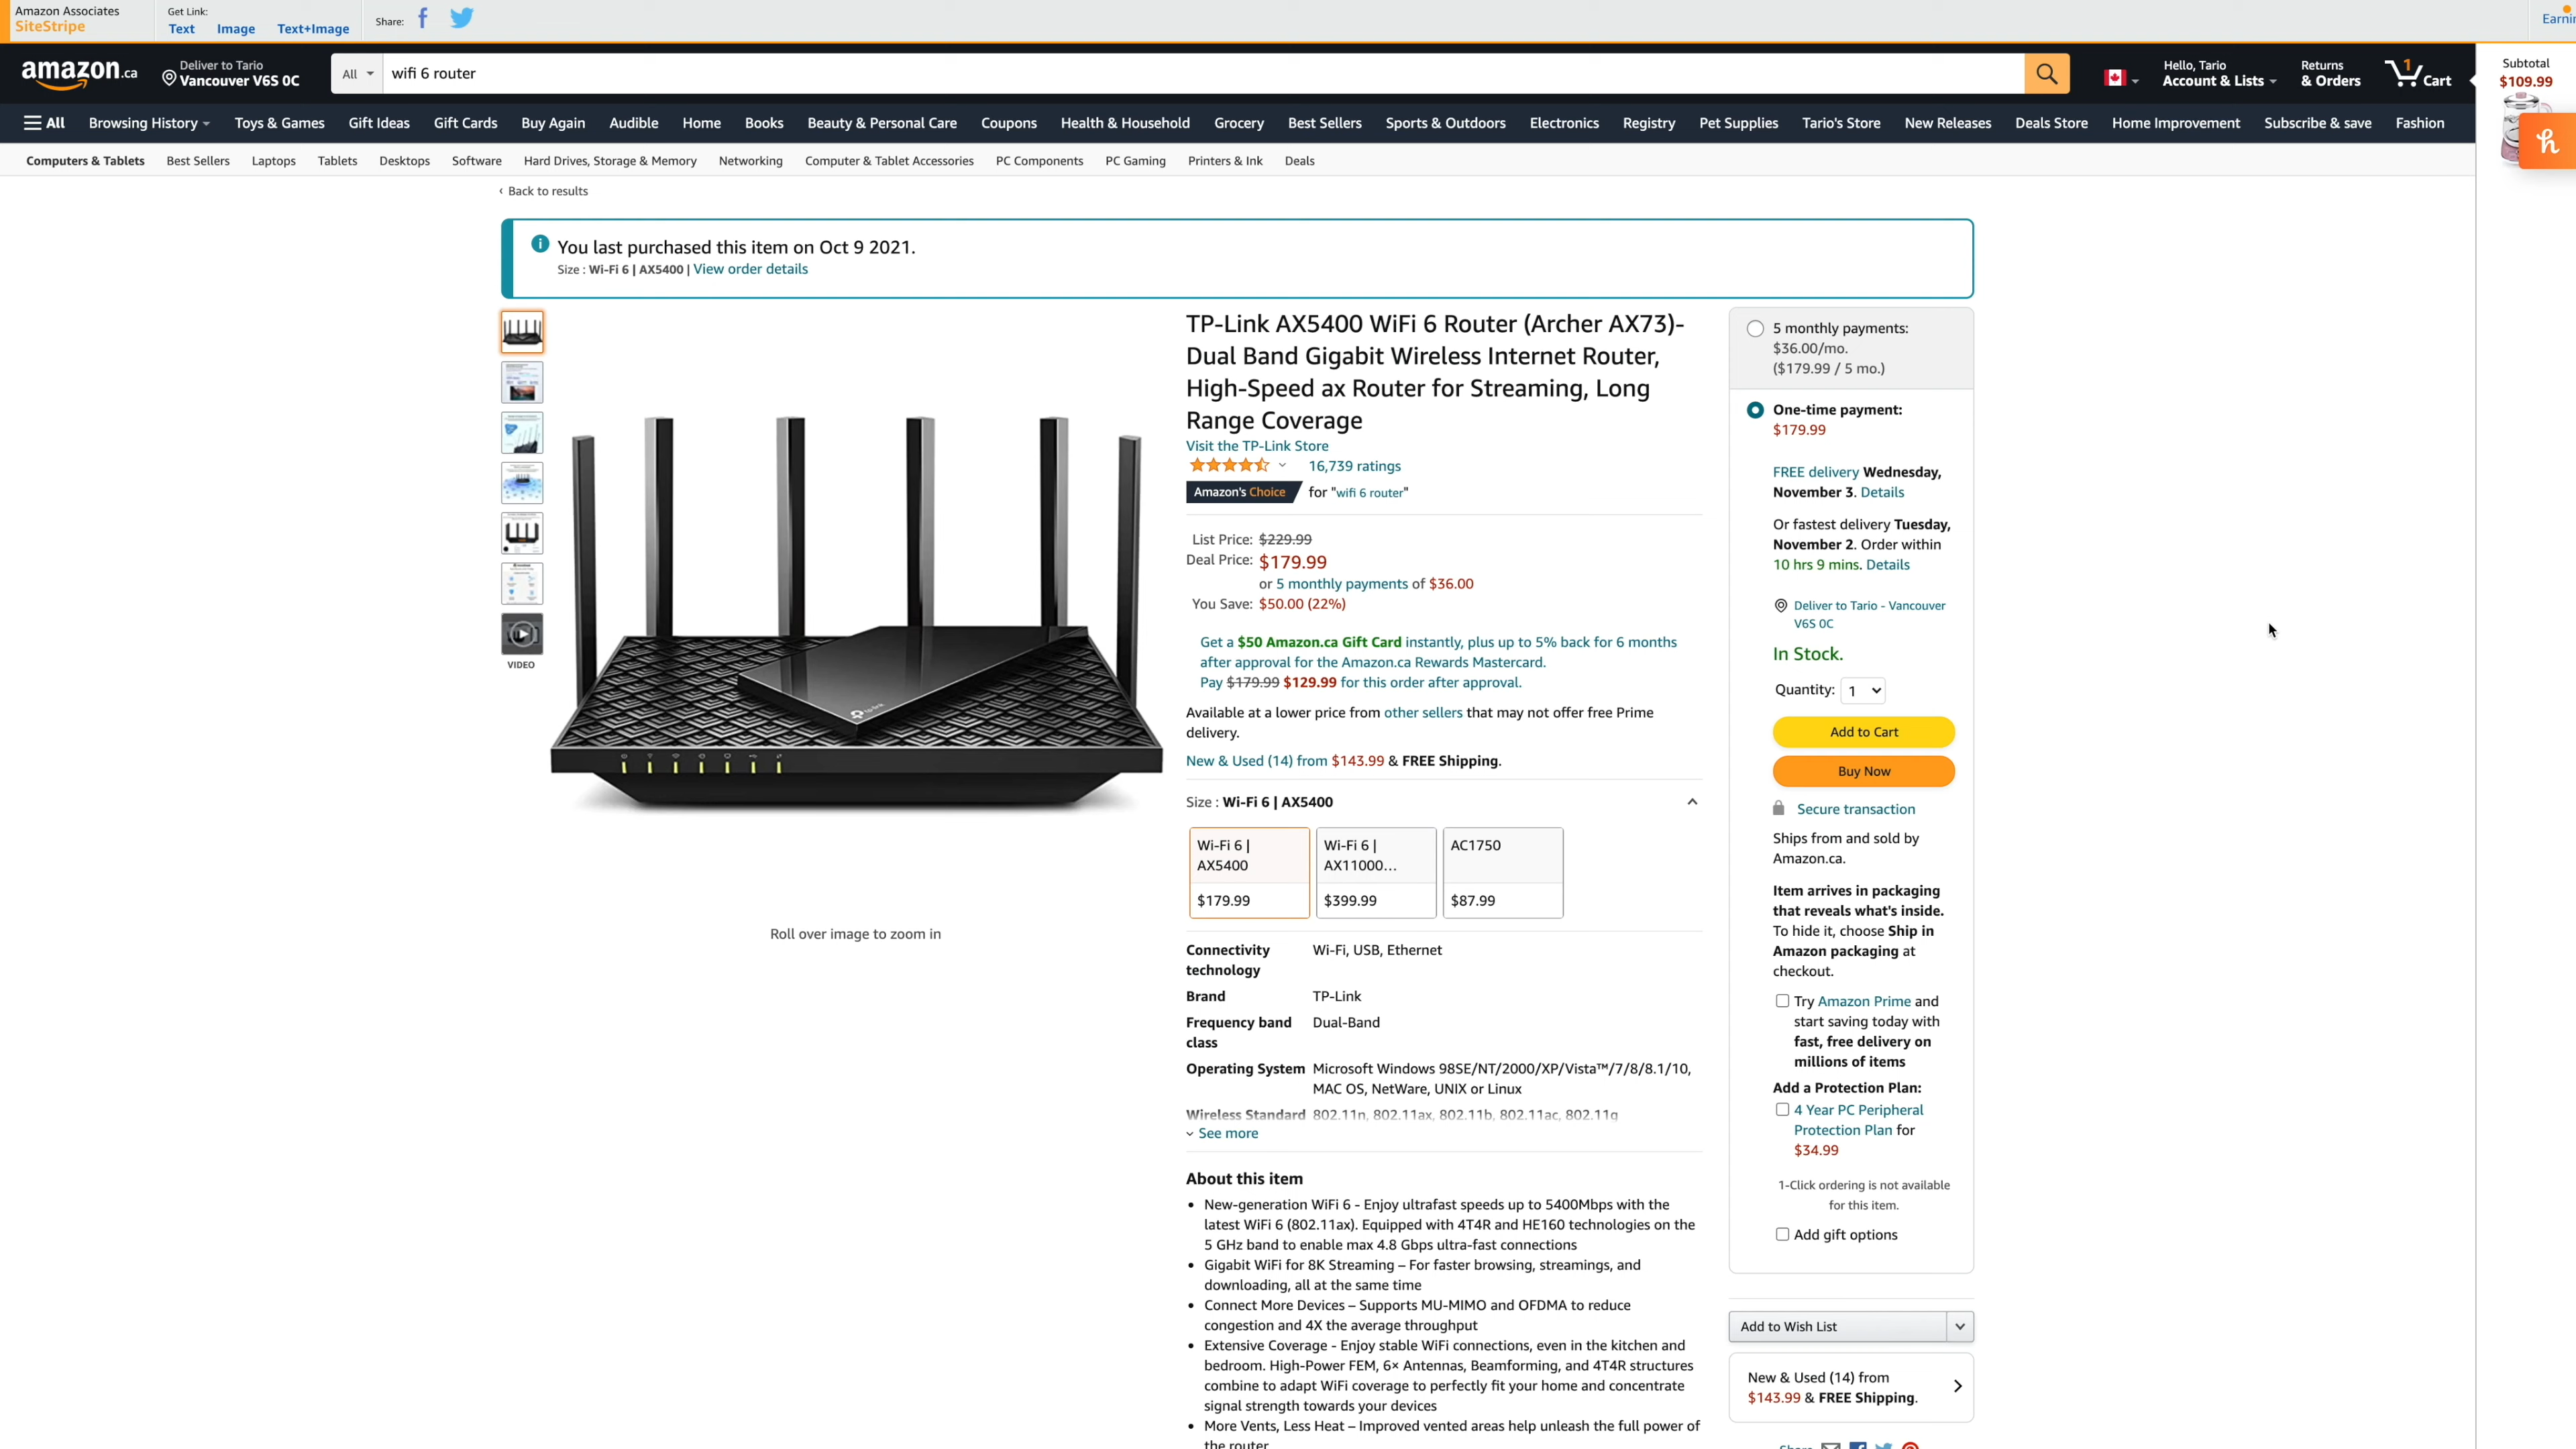 Amazon Associates
SiteStripe
Get Link:
Text Image Text+Image
Share:
amazon.ca
Deliver to Tario
Vancouver V6S 0C
All
wifi 6 router
Hello, Tario
Account & Lists
Returns
& Orders
1
Cart
Subtotal
$109.99
All Browsing History Toys & Games Gift Ideas Gift Cards Buy Again Audible Home Books Beauty & Personal Care Coupons Health & Household Grocery Best Sellers Sports & Outdoors Electronics Registry Pet Supplies Tario's Store New Releases Deals Store Home Improvement Subscribe & save Fashion
Computers & Tablets Best Sellers Laptops Tablets Desktops Software Hard Drives, Storage & Memory Networking Computer & Tablet Accessories PC Components PC Gaming Printers & Ink Deals
‹ Back to results
You last purchased this item on Oct 9 2021.
Size : Wi-Fi 6 | AX5400 | View order details
VIDEO
tp-link
Roll over image to zoom in
TP-Link AX5400 WiFi 6 Router (Archer AX73)-
Dual Band Gigabit Wireless Internet Router,
High-Speed ax Router for Streaming, Long
Range Coverage
Visit the TP-Link Store
16,739 ratings
Amazon's Choice for "wifi 6 router"
List Price: $229.99
Deal Price: $179.99
or 5 monthly payments of $36.00
You Save: $50.00 (22%)
Get a $50 Amazon.ca Gift Card instantly, plus up to 5% back for 6 months
after approval for the Amazon.ca Rewards Mastercard.
Pay $179.99 $129.99 for this order after approval.
Available at a lower price from other sellers that may not offer free Prime
delivery.
New & Used (14) from $143.99 & FREE Shipping.
Size : Wi-Fi 6 | AX5400
Wi-Fi 6 |
AX5400
$179.99
Wi-Fi 6 |
AX11000...
$399.99
AC1750
$87.99
Connectivity Wi-Fi, USB, Ethernet
technology
Brand TP-Link
Frequency band Dual-Band
class
Operating System Microsoft Windows 98SE/NT/2000/XP/Vista™/7/8/8.1/10,
MAC OS, NetWare, UNIX or Linux
Wireless Standard 802.11n, 802.11ax, 802.11b, 802.11ac, 802.11g
See more
About this item
• New-generation WiFi 6 - Enjoy ultrafast speeds up to 5400Mbps with the
latest WiFi 6 (802.11ax). Equipped with 4T4R and HE160 technologies on the
5 GHz band to enable max 4.8 Gbps ultra-fast connections
• Gigabit WiFi for 8K Streaming – For faster browsing, streamings, and
downloading, all at the same time
• Connect More Devices – Supports MU-MIMO and OFDMA to reduce
congestion and 4X the average throughput
• Extensive Coverage - Enjoy stable WiFi connections, even in the kitchen and
bedroom. High-Power FEM, 6× Antennas, Beamforming, and 4T4R structures
combine to adapt WiFi coverage to perfectly fit your home and concentrate
signal strength towards your devices
• More Vents, Less Heat – Improved vented areas help unleash the full power of
the router
5 monthly payments:
$36.00/mo.
($179.99 / 5 mo.)
One-time payment:
$179.99
FREE delivery Wednesday,
November 3. Details
Or fastest delivery Tuesday,
November 2. Order within
10 hrs 9 mins. Details
Deliver to Tario - Vancouver
V6S 0C
In Stock.
Quantity: 1
Add to Cart
Buy Now
Secure transaction
Ships from and sold by
Amazon.ca.
Item arrives in packaging
that reveals what's inside.
To hide it, choose Ship in
Amazon packaging at
checkout.
Try Amazon Prime and
start saving today with
fast, free delivery on
millions of items
Add a Protection Plan:
4 Year PC Peripheral
Protection Plan for
$34.99
1-Click ordering is not available
for this item.
Add gift options
Add to Wish List
New & Used (14) from
$143.99 & FREE Shipping.
Share